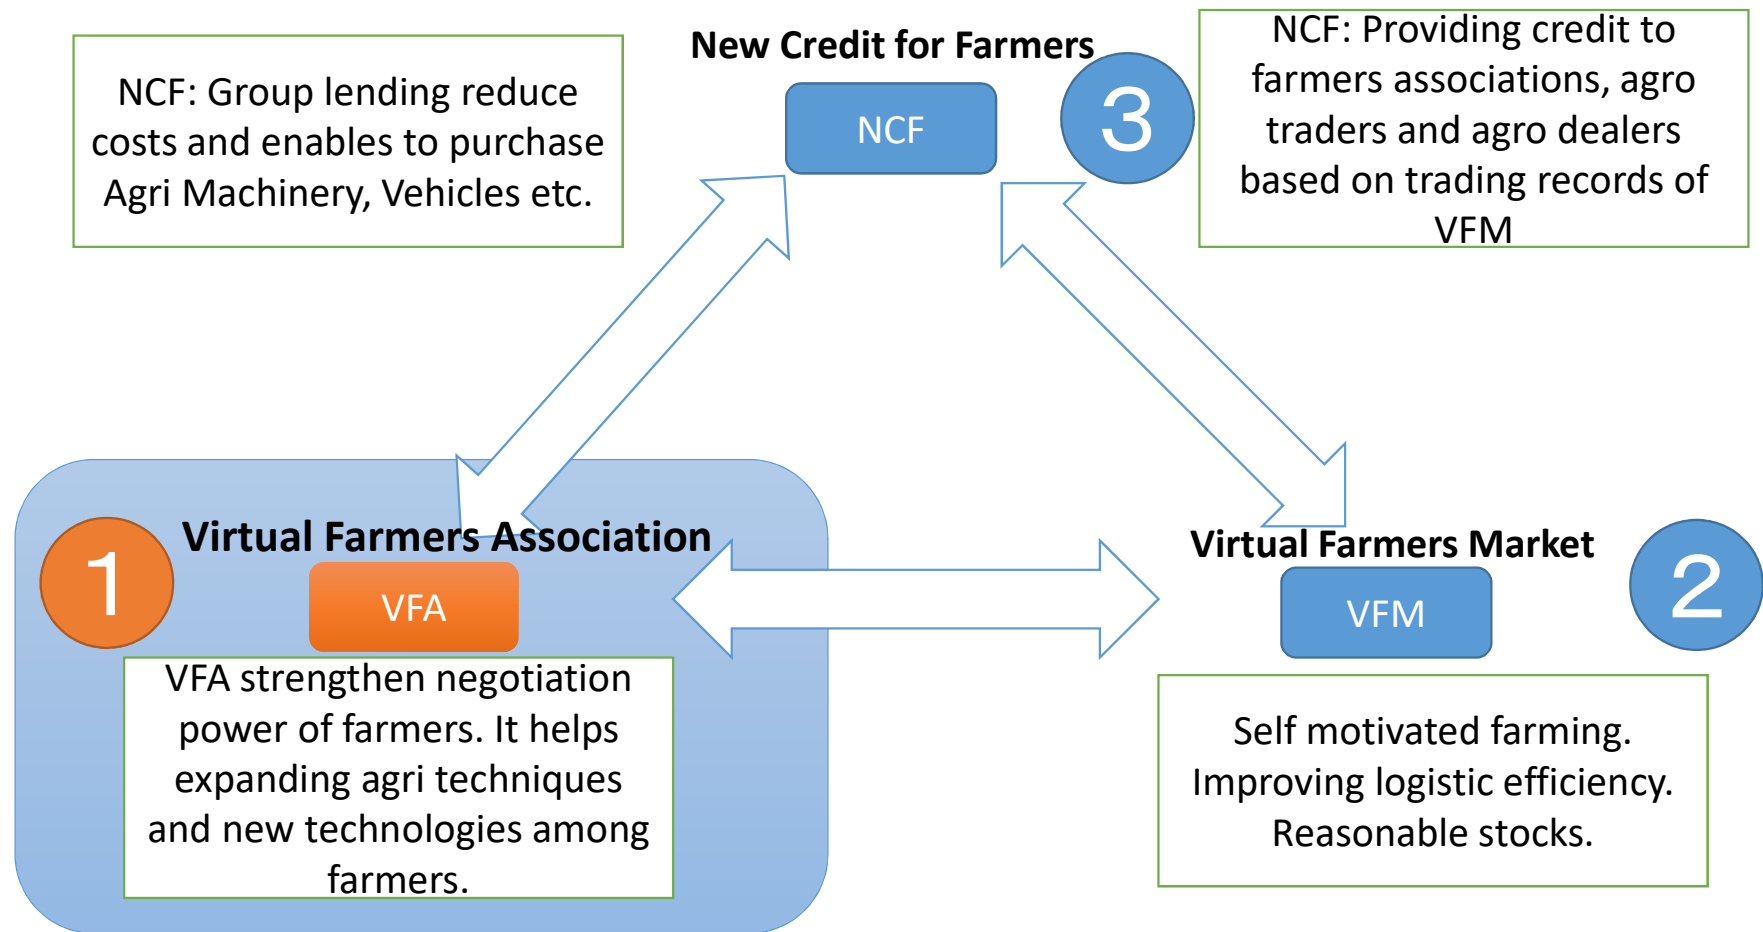 New Credit for Farmers
NCF: Group lending reduce
costs and enables to purchase
Agri Machinery, Vehicles etc.
NCF
3
NCF: Providing credit to
farmers associations, agro
traders and agro dealers
based on trading records of
VFM
1
Virtual Farmers Association
VFA
VFA strengthen negotiation
power of farmers. It helps
expanding agri techniques
and new technologies among
farmers.
Virtual Farmers Market
VFM
2
Self motivated farming.
Improving logistic efficiency.
Reasonable stocks.